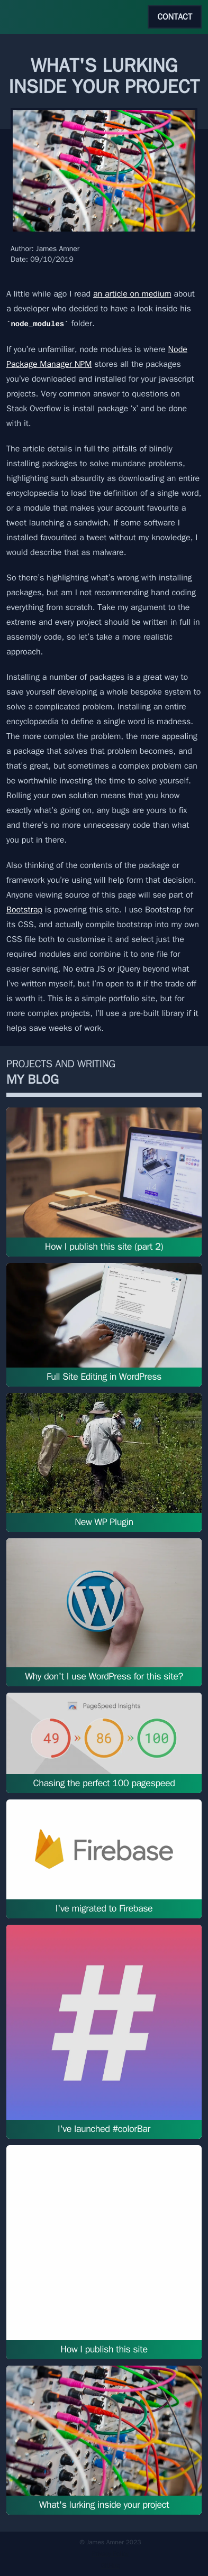 CONTACT
WHAT'S LURKING
INSIDE YOUR PROJECT
Author: James Amner
Date: 09/10/2019
A little while ago I read an article on medium about
a developer who decided to have a look inside his
`node_modules` folder.
If you're unfamiliar, node modules is where Node
Package Manager NPM stores all the packages
you've downloaded and installed for your javascript
projects. Very common answer to questions on
Stack Overflow is install package 'x' and be done
with it.
The article details in full the pitfalls of blindly
installing packages to solve mundane problems,
highlighting such absurdity as downloading an entire
encyclopaedia to load the definition of a single word,
or a module that makes your account favourite a
tweet launching a sandwich. If some software I
installed favourited a tweet without my knowledge, I
would describe that as malware.
So there's highlighting what's wrong with installing
packages, but am I not recommending hand coding
everything from scratch. Take my argument to the
extreme and every project should be written in full in
assembly code, so let's take a more realistic
approach.
Installing a number of packages is a great way to
save yourself developing a whole bespoke system to
solve a complicated problem. Installing an entire
encyclopaedia to define a single word is madness.
The more complex the problem, the more appealing
a package that solves that problem becomes, and
that's great, but sometimes a complex problem can
be worthwhile investing the time to solve yourself.
Rolling your own solution means that you know
exactly what's going on, any bugs are yours to fix
and there's no more unnecessary code than what
you put in there.
Also thinking of the contents of the package or
framework you're using will help form that decision.
Anyone viewing source of this page will see part of
Bootstrap is powering this site. I use Bootstrap for
its CSS, and actually compile bootstrap into my own
CSS file both to customise it and select just the
required modules and combine it to one file for
easier serving. No extra JS or jQuery beyond what
I've written myself, but I'm open to it if the trade off
is worth it. This is a simple portfolio site, but for
more complex projects, I'll use a pre-built library if it
helps save weeks of work.
PROJECTS AND WRITING
MY BLOG
How I publish this site (part 2)
Full Site Editing in WordPress
New WP Plugin
Why don't I use WordPress for this site?
PageSpeed Insights
49 » 86 » 100
Chasing the perfect 100 pagespeed
Firebase
I've migrated to Firebase
#
I've launched #colorBar
How I publish this site
What's lurking inside your project
© James Amner 2023